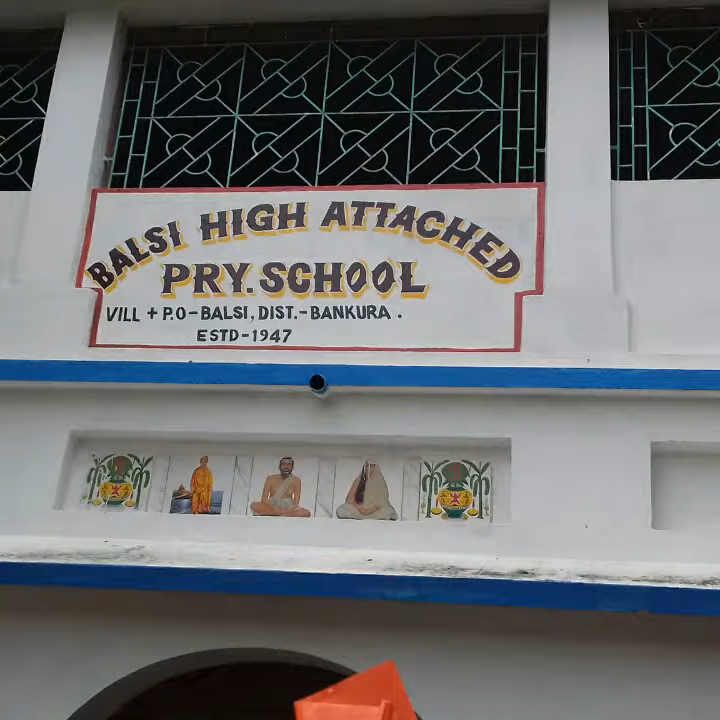 BALSI HIGH ATTACHED
PRY. SCHOOL
VILL + P.O-BALSI, DIST.-BANKURA.
ESTD-1947